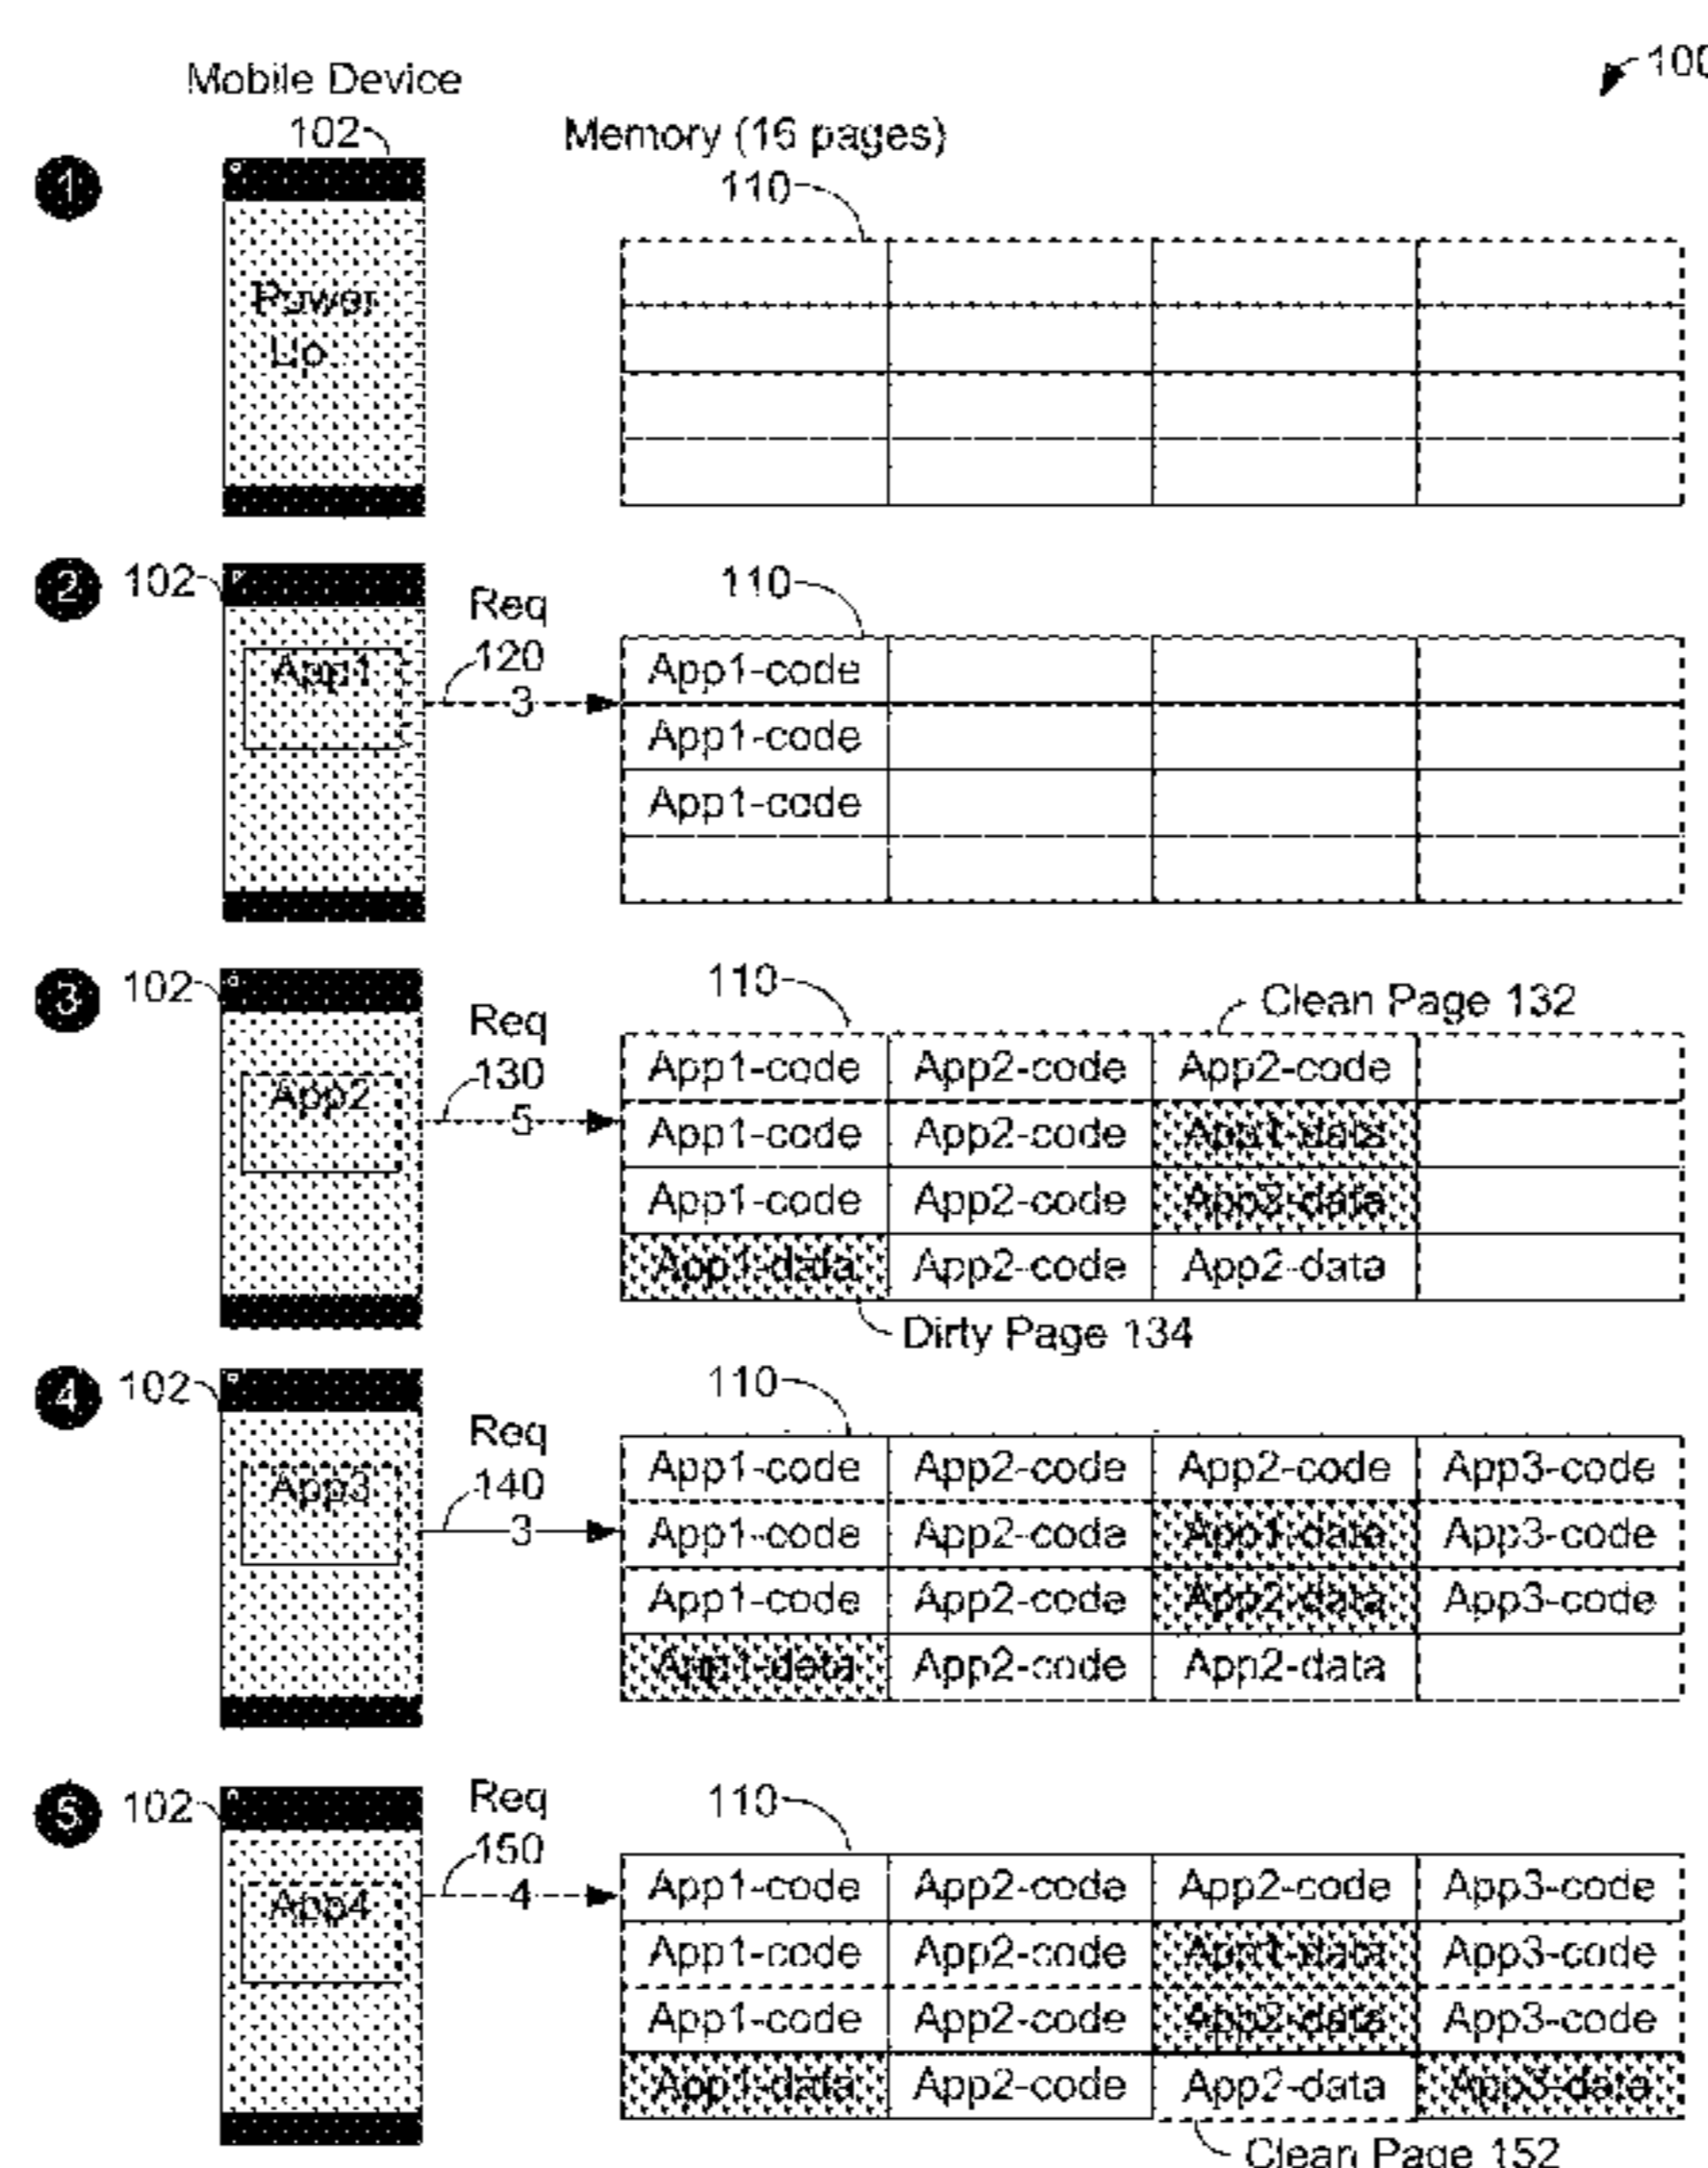 100
Mobile Device
102
Memory (16 pages)
110
1
Power
Up
2
102
App1
Req
120
3
110
App1-code
App1-code
App1-code
3
102
App2
Req
130
5
110
Clean Page 132
App1-code App2-code App2-code
App1-code App2-code App1-data
App1-code App2-code App2-data
App1-data App2-code App2-data
Dirty Page 134
4
102
App3
Req
140
3
110
App1-code App2-code App2-code App3-code
App1-code App2-code App1-data App3-code
App1-code App2-code App2-data App3-code
App1-data App2-code App2-data
5
102
App4
Req
150
4
110
App1-code App2-code App2-code App3-code
App1-code App2-code App1-data App3-code
App1-code App2-code App2-data App3-code
App1-data App2-code App2-data App3-data
Clean Page 152